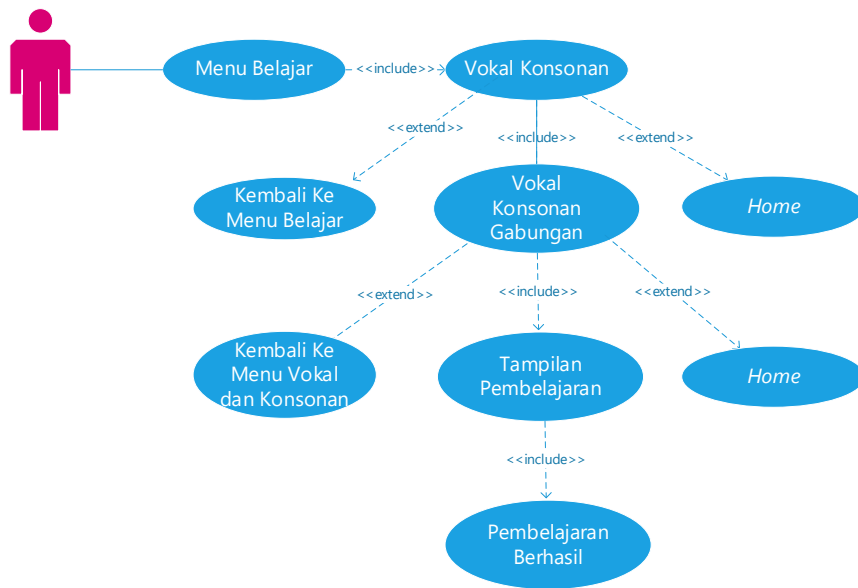 Menu Belajar
<<include>>
Vokal Konsonan
<<extend>>
<<include>>
<<extend>>
Kembali Ke
Menu Belajar
Vokal
Konsonan
Gabungan
Home
<<extend>>
<<include>>
<<extend>>
Kembali Ke
Menu Vokal
dan Konsonan
Tampilan
Pembelajaran
Home
<<include>>
Pembelajaran
Berhasil